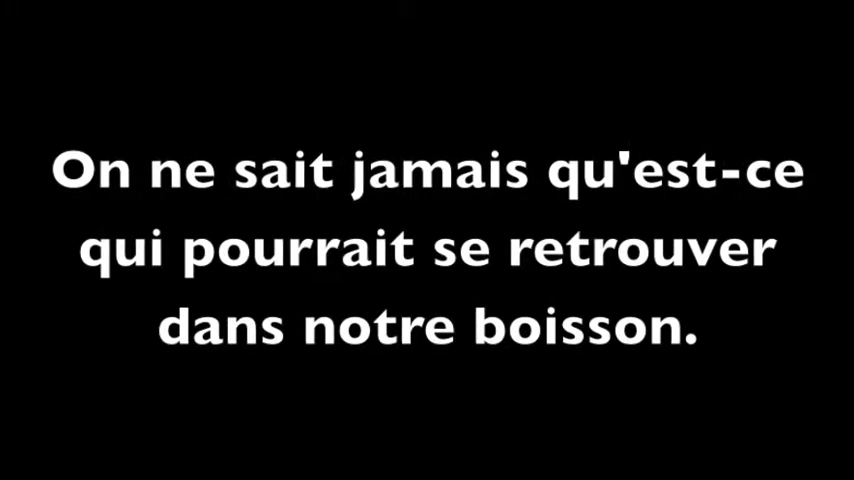 On ne sait jamais qu'est-ce
qui pourrait se retrouver
dans notre boisson.